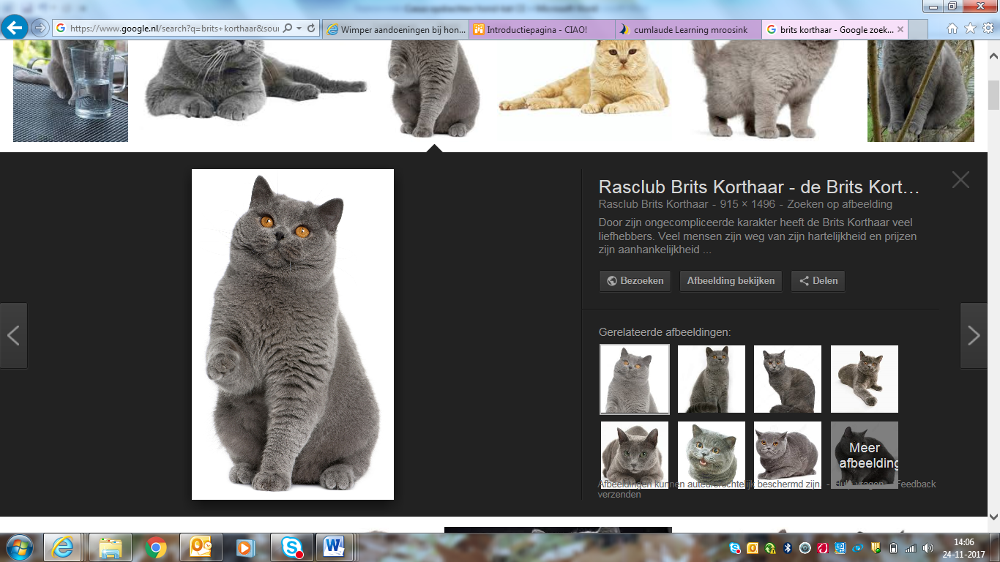 https://www.google.nl/search?q=brits+korthaar&sour
Wimper aandoeningen bij hon...
Introductiepagina - CIAO!
cumlaude Learning mroosink
brits korthaar - Google zoek...
Rasclub Brits Korthaar - de Brits Kort...
Rasclub Brits Korthaar - 915 × 1496 - Zoeken op afbeelding
Door zijn ongecompliceerde karakter heeft de Brits Korthaar veel
liefhebbers. Veel mensen zijn weg van zijn hartelijkheid en prijzen
zijn aanhankelijkheid ...
Bezoeken
Afbeelding bekijken
Delen
Gerelateerde afbeeldingen:
Meer
afbeelding
Afbeeldingen kunnen auteursrechtelijk beschermd zijn. - Hulp vragen - Feedback
verzenden
14:06
24-11-2017